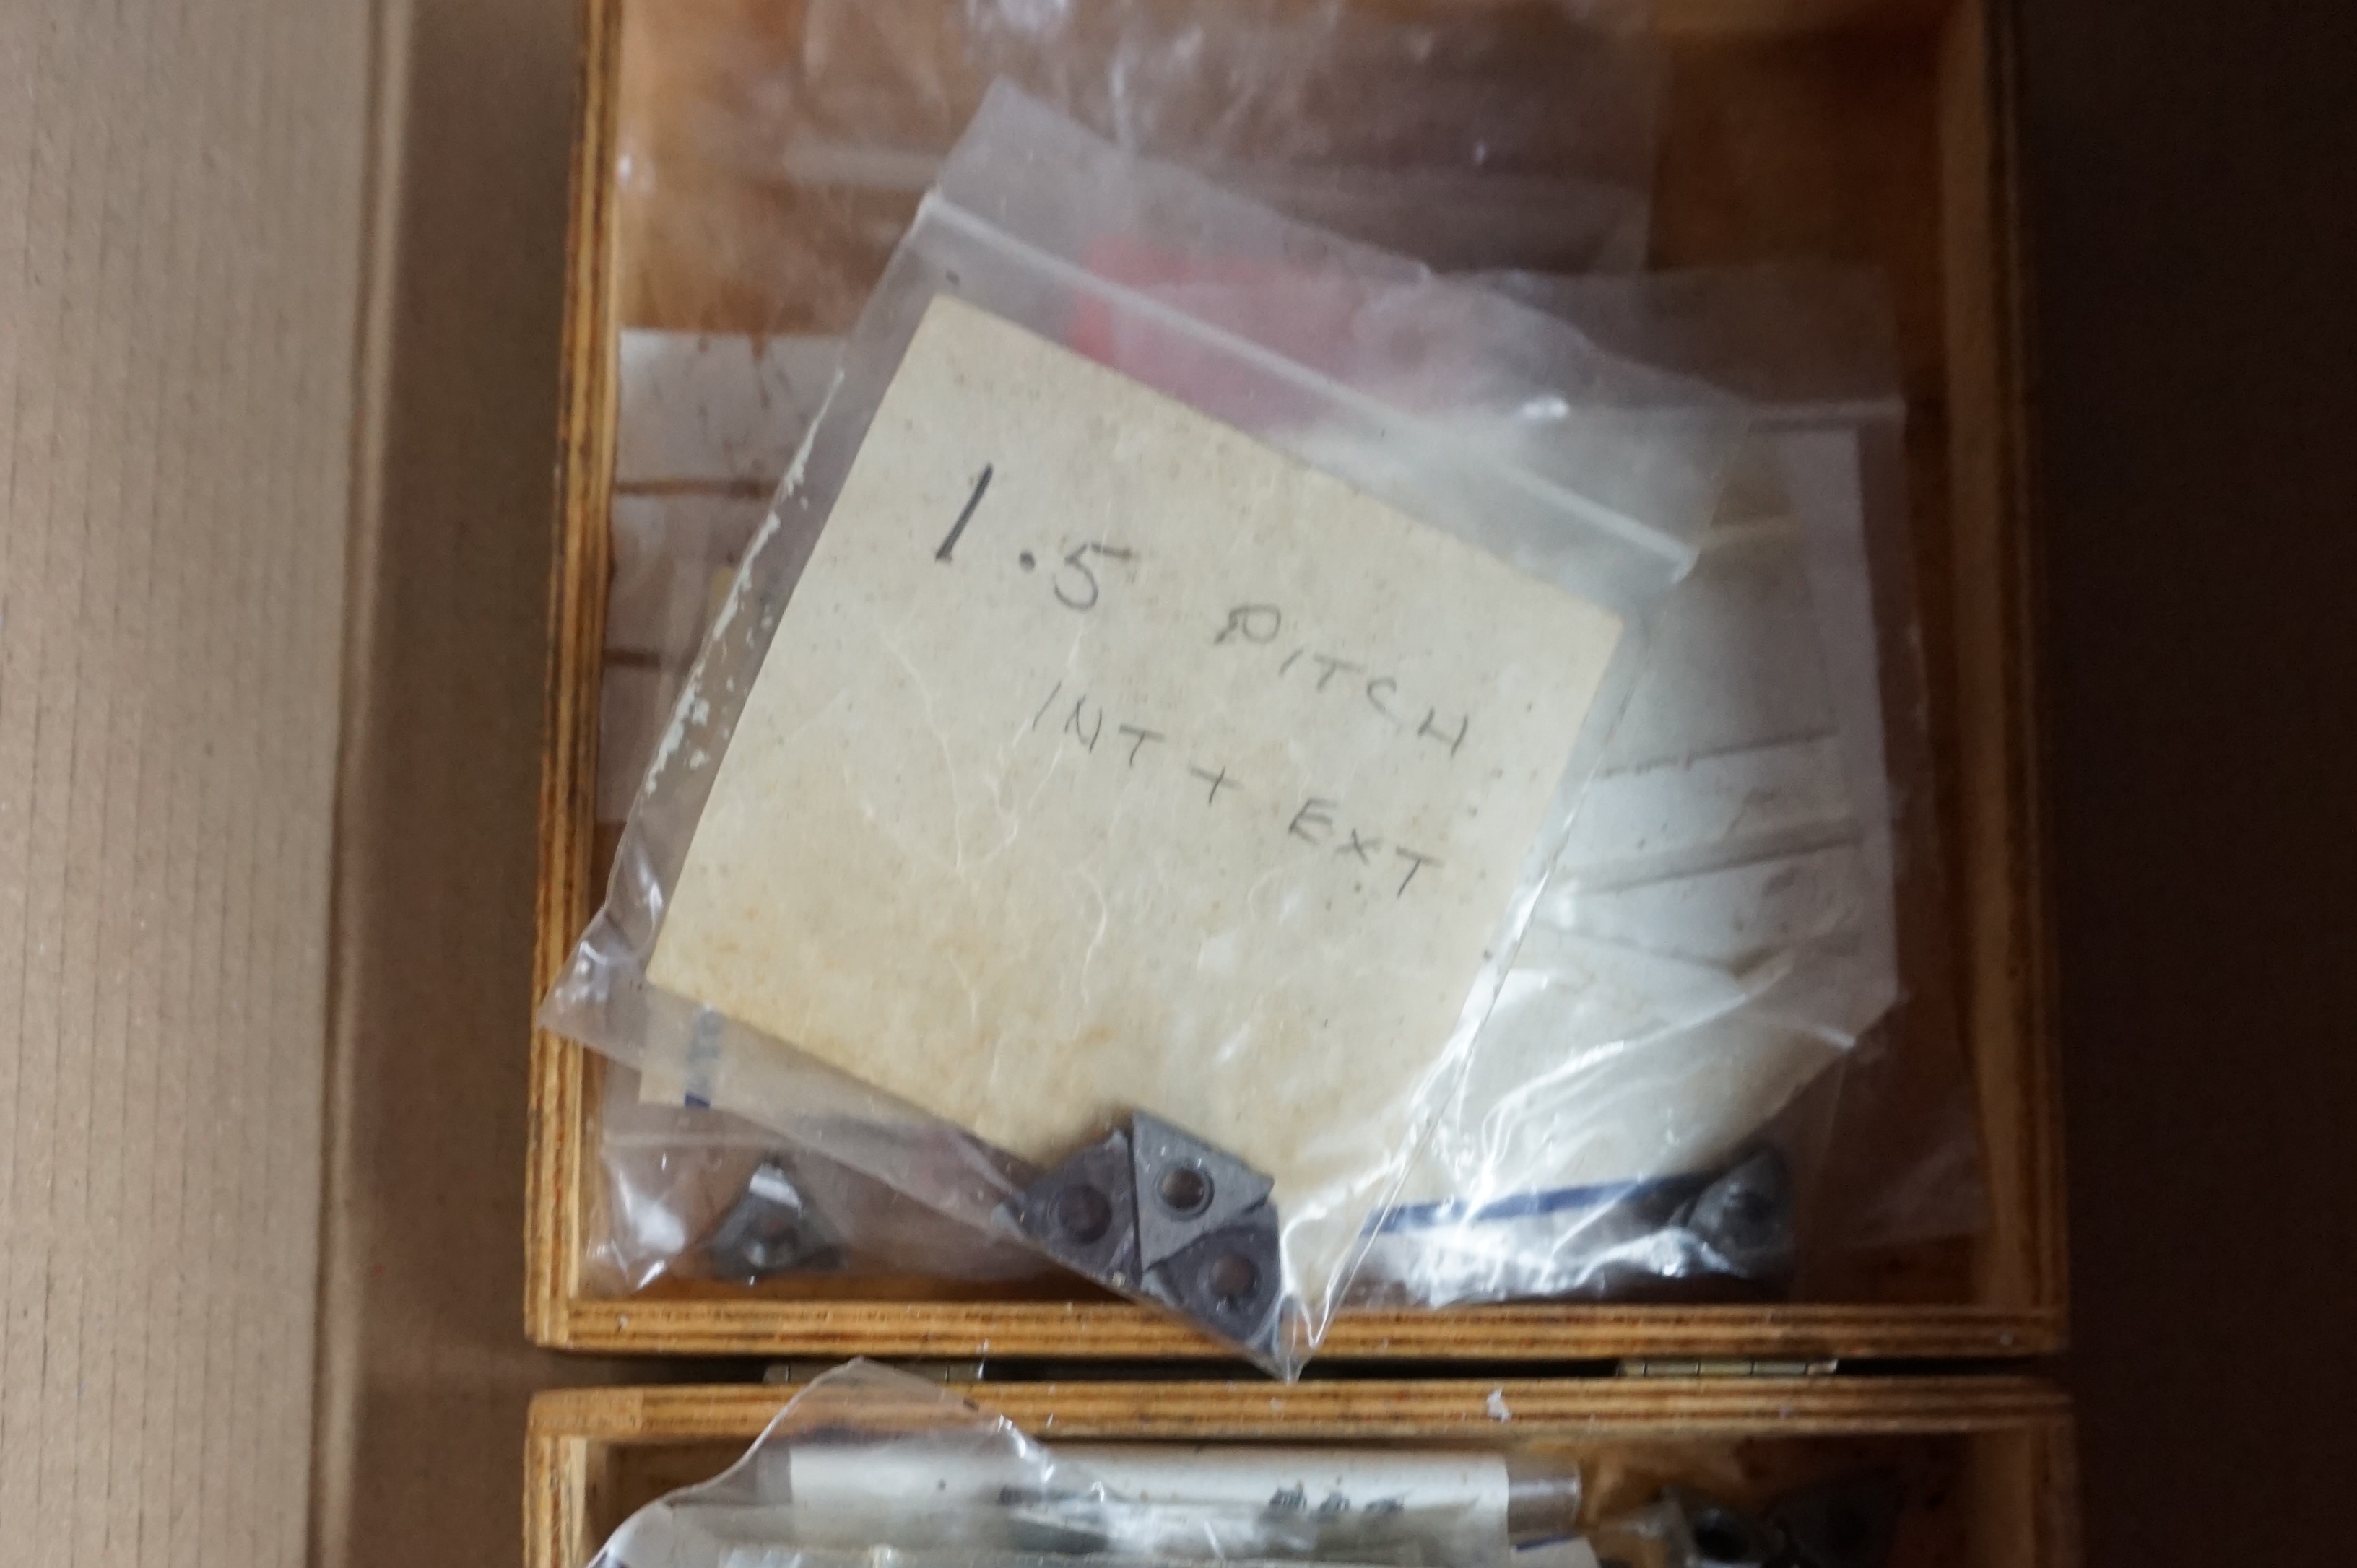 1.5 PITCH
INT + EXT